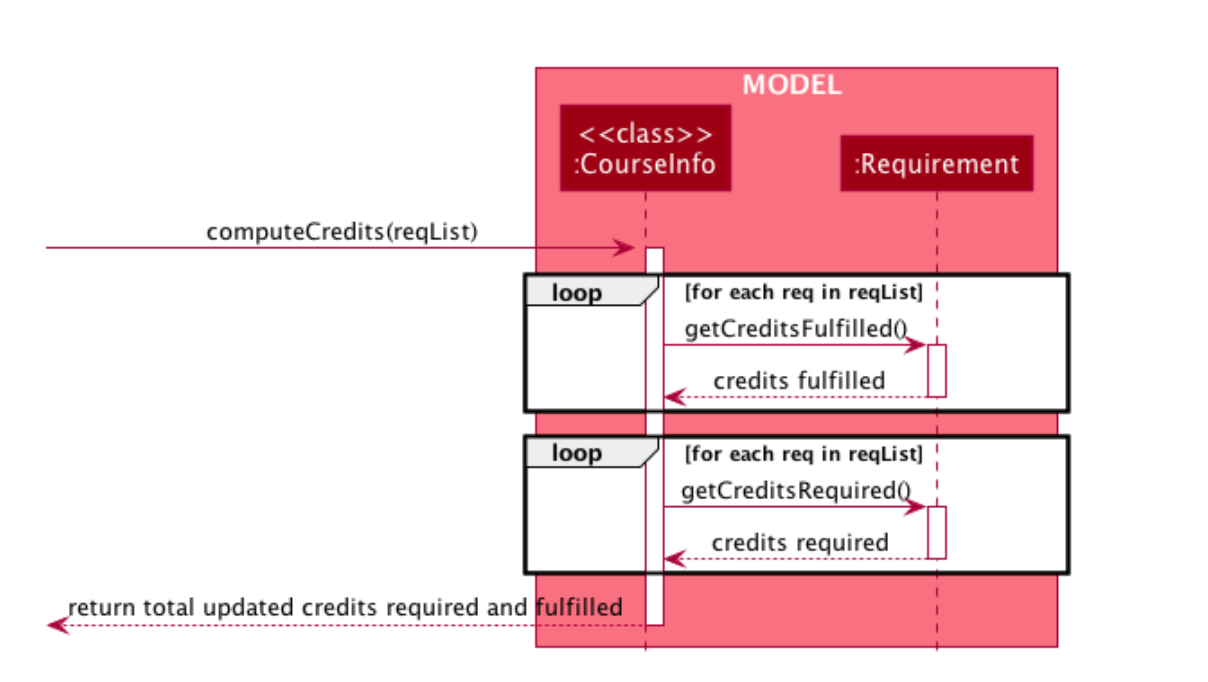 MODEL
<<class>>
:CourseInfo
:Requirement
computeCredits(reqList)
loop
[for each req in reqList]
getCreditsFulfilled()
credits fulfilled
loop
[for each req in reqList]
getCreditsRequired()
credits required
return total updated credits required and fulfilled